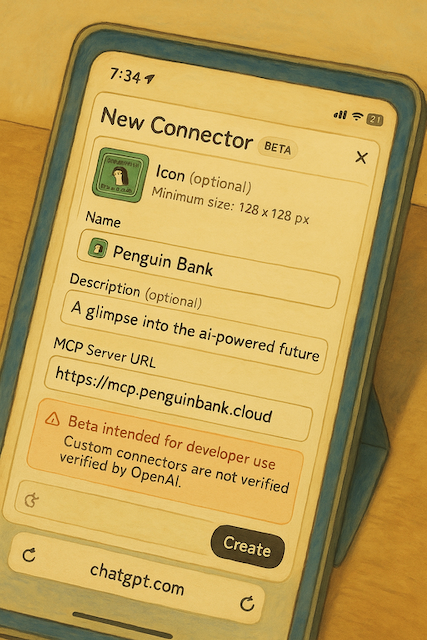 7:34
21
New Connector BETA
Icon (optional)
Minimum size: 128 x 128 px
Name
Penguin Bank
Description (optional)
A glimpse into the ai-powered future
MCP Server URL
https://mcp.penguinbank.cloud
Beta intended for developer use
Custom connectors are not verified
verified by OpenAI.
Create
chatgpt.com